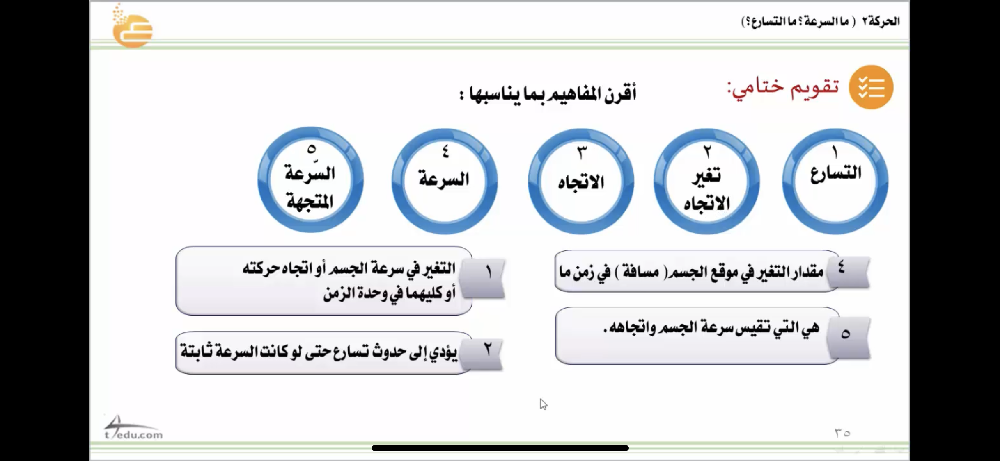 الحركة٢ ( ما السرعة؟ ما التسارع؟)
تقويم ختامي:
أقرن المفاهيم بما يناسبها :
١
التسارع
٢
تغير
الاتجاه
٣
الاتجاه
٤
السرعة
٥
السّرعة
المتجهة
٤
مقدار التغير في موقع الجسم( مسافة ) في زمن ما
١
التغير في سرعة الجسم أو اتجاه حركته
أو كليهما في وحدة الزمن
٥
هي التي تقيس سرعة الجسم واتجاهه.
٢
يؤدي إلى حدوث تسارع حتى لو كانت السرعة ثابتة
t4edu.com
٣٥